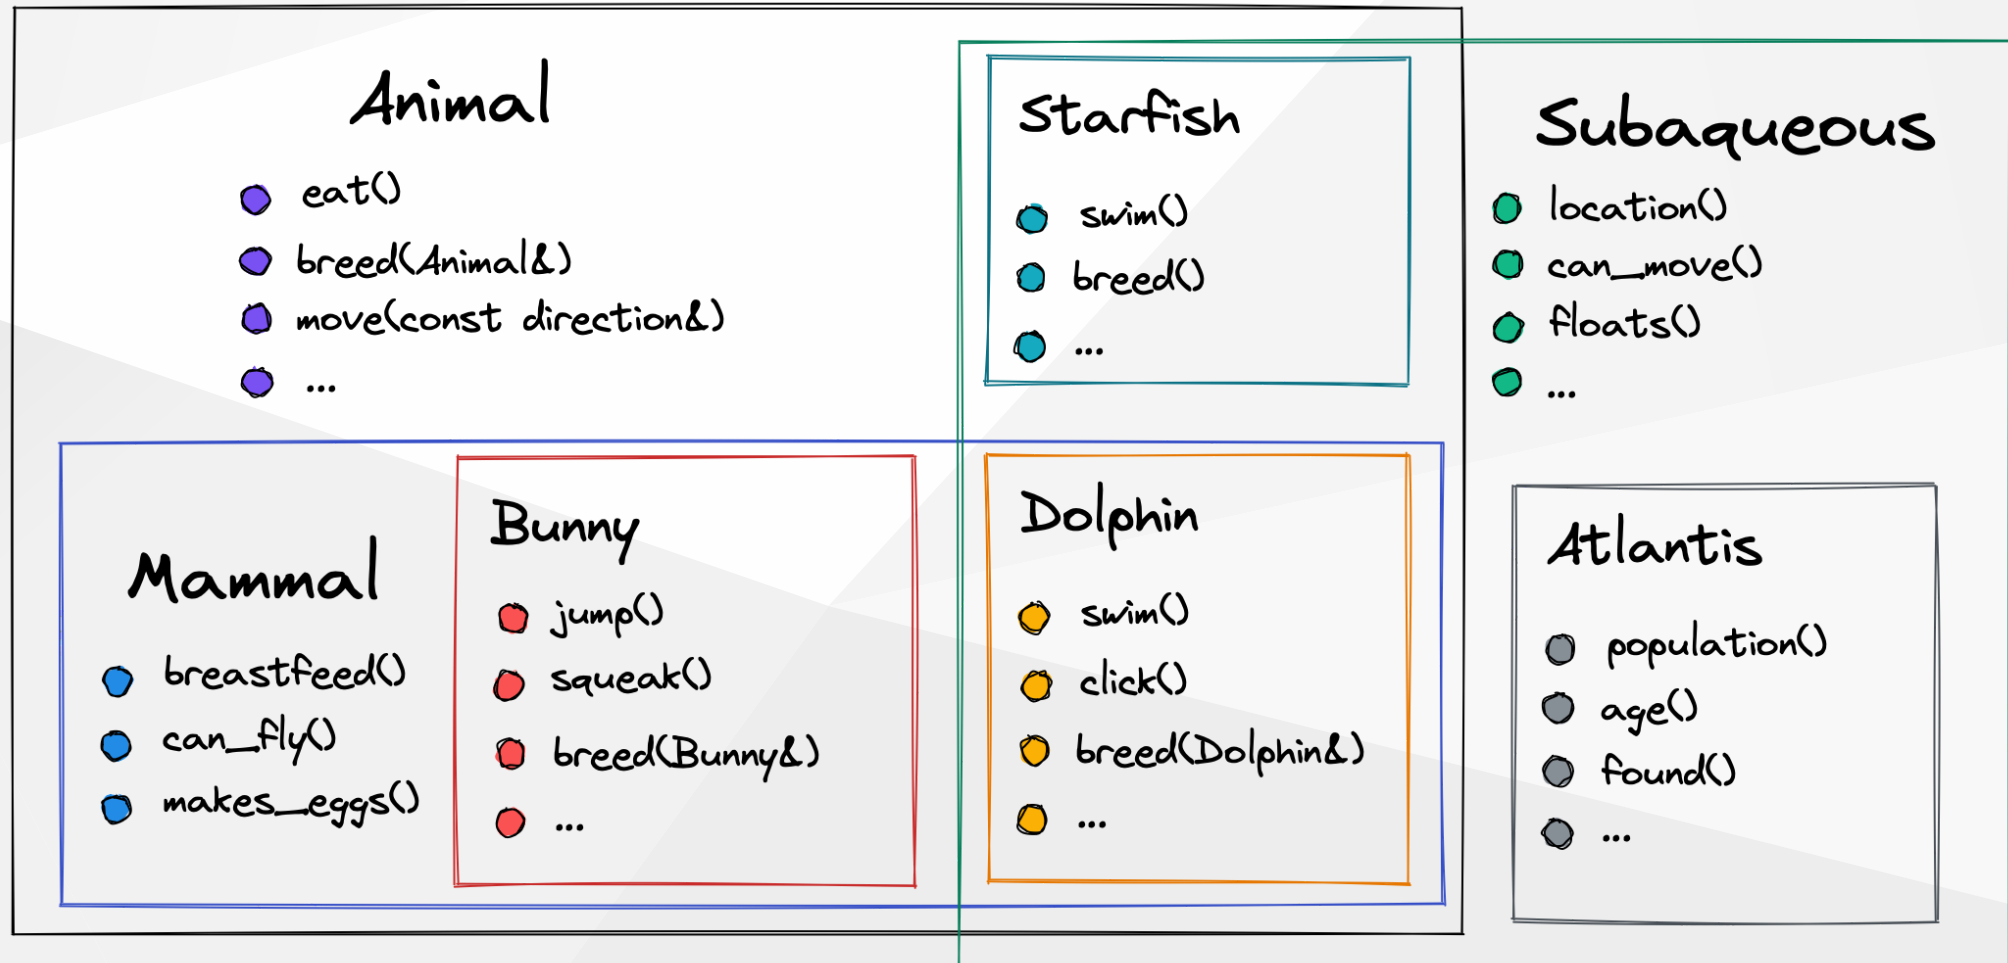 Animal
eat()
breed(Animal&)
move(const direction&)
...
Starfish
swim()
breed()
...
Subaqueous
location()
can_move()
floats()
...
Mammal
breastfeed()
can_fly()
makes_eggs()
Bunny
jump()
squeak()
breed(Bunny&)
...
Dolphin
swim()
click()
breed(Dolphin&)
...
Atlantis
population()
age()
found()
...